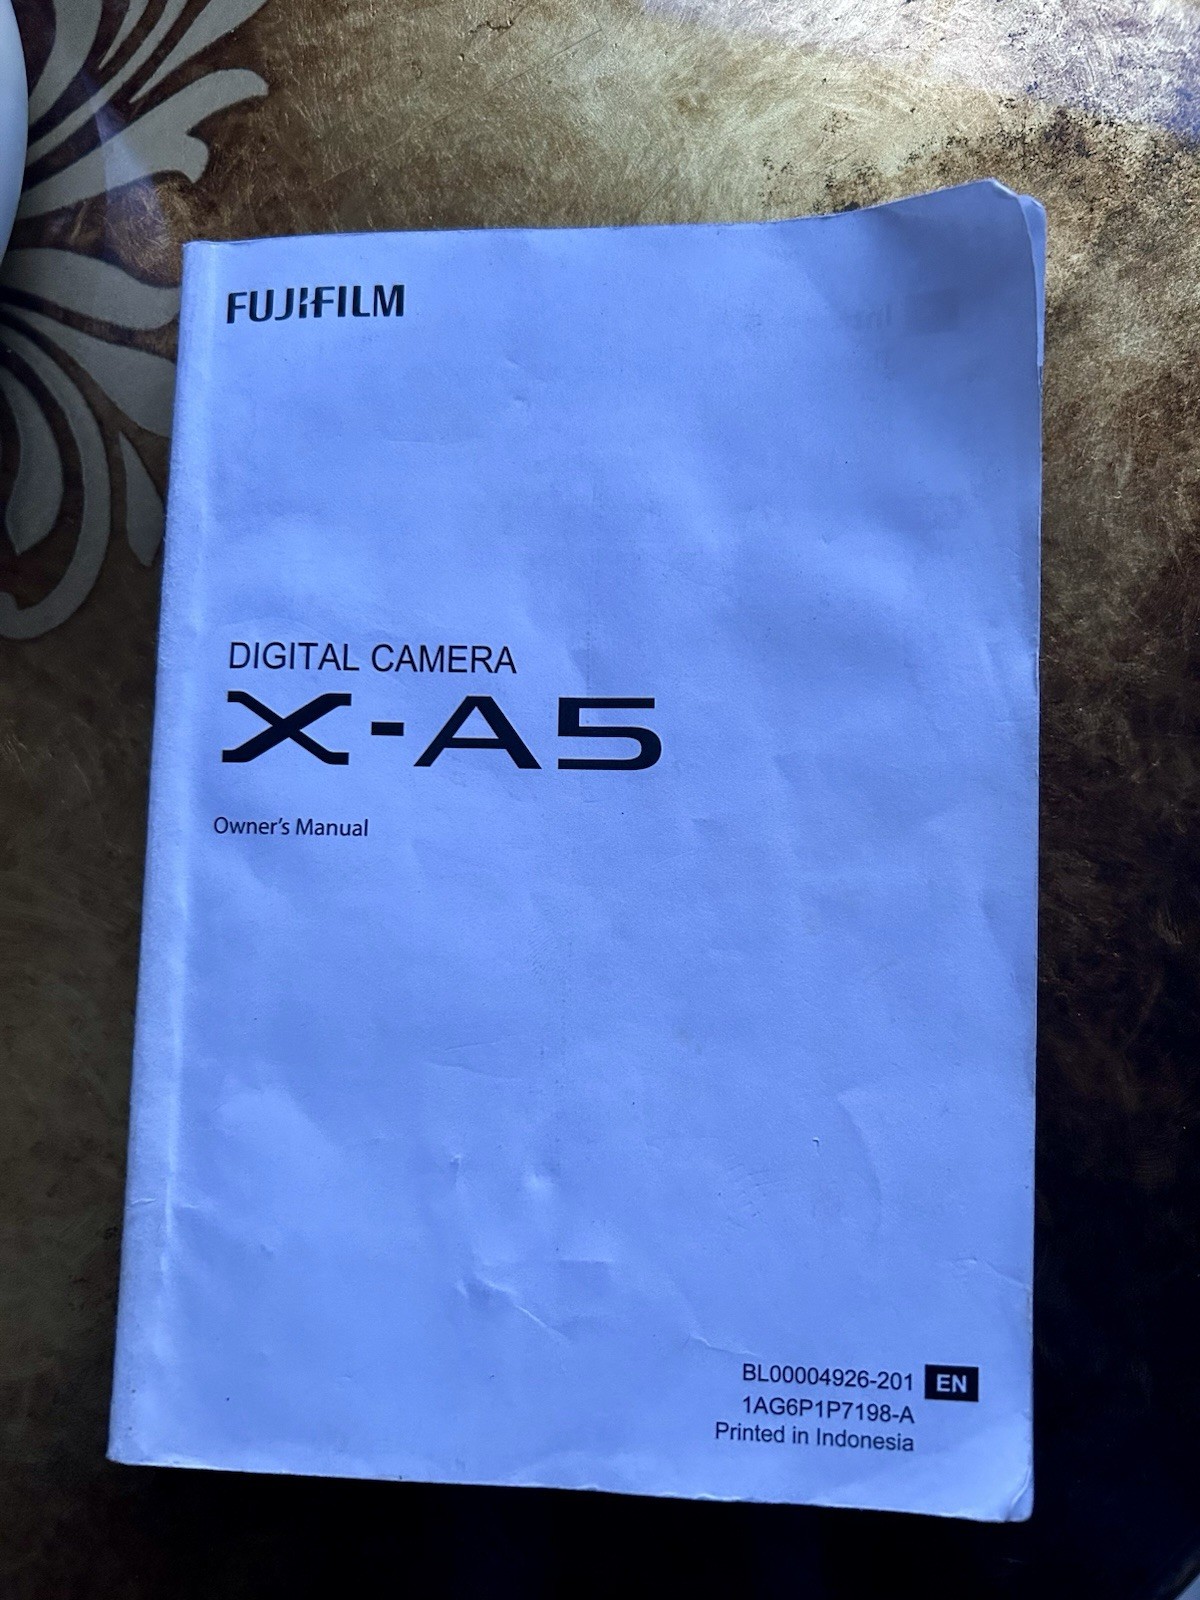 FUJIFILM
DIGITAL CAMERA
X-A5
Owner's Manual
BL00004926-201 EN
1AG6P1P7198-A
Printed in Indonesia